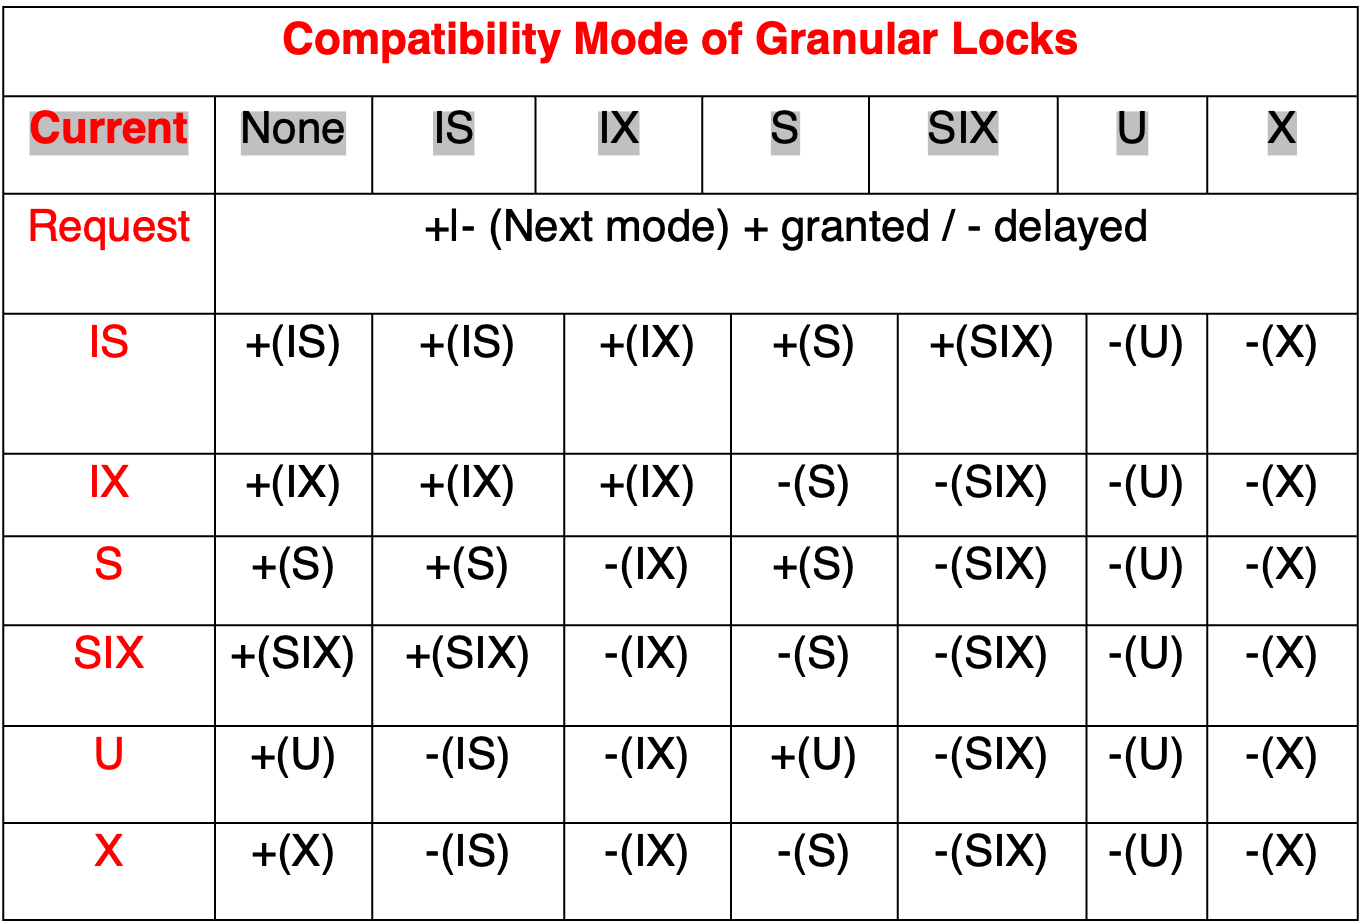 Compatibility Mode of Granular Locks
Current None IS IX S SIX U X
Request +|- (Next mode) + granted / - delayed
IS +(IS) +(IS) +(IX) +(S) +(SIX) -(U) -(X)
IX +(IX) +(IX) +(IX) -(S) -(SIX) -(U) -(X)
S +(S) +(S) -(IX) +(S) -(SIX) -(U) -(X)
SIX +(SIX) +(SIX) -(IX) -(S) -(SIX) -(U) -(X)
U +(U) -(IS) -(IX) +(U) -(SIX) -(U) -(X)
X +(X) -(IS) -(IX) -(S) -(SIX) -(U) -(X)